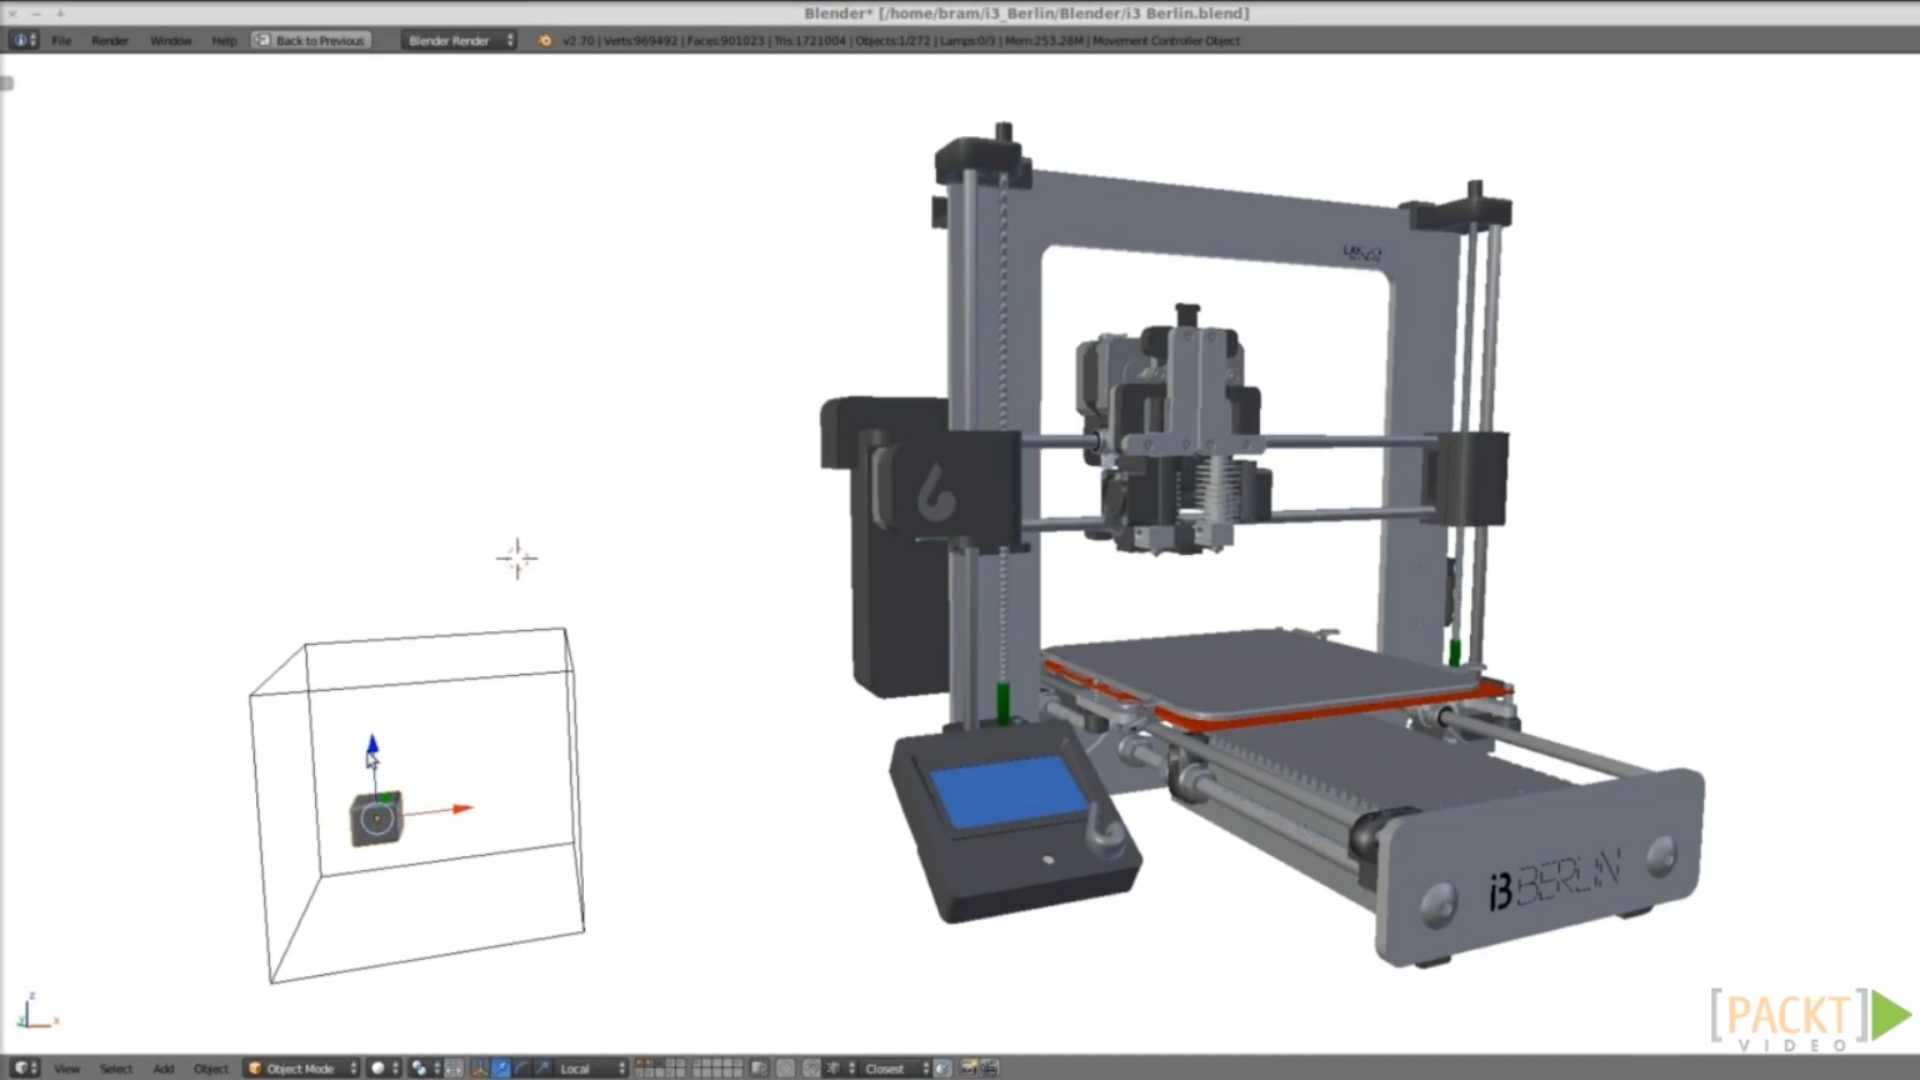 Blender* [/home/bram/i3_Berlin/Blender/i3 Berlin.blend]
File Render Window Help Back to Previous Blender Render v2.70 | Verts:969492 | Faces:901023 | Tris:1721004 | Objects:1/272 | Lamps:0/3 | Mem:253.28M | Movement Controller Object
i3 BERLIN
z
x
[PACKT]
VIDEO
View Select Add Object Object Mode Local Closest